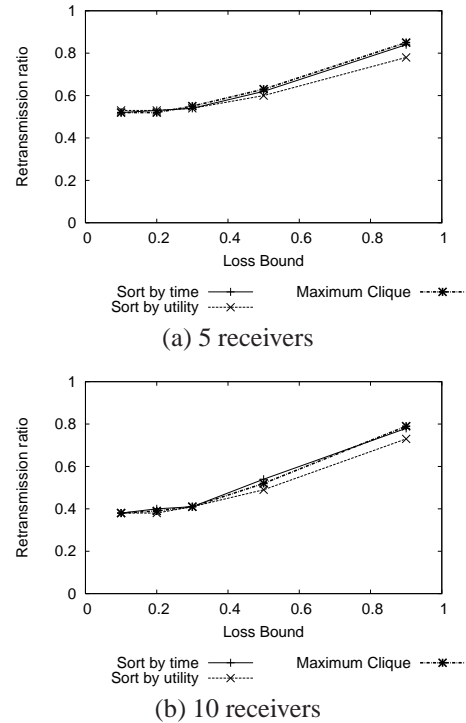 1
0.8
0.6
0.4
0.2
0
Retransmission ratio
0 0.2 0.4 0.6 0.8 1
Loss Bound
Sort by time Maximum Clique
Sort by utility
(a) 5 receivers
1
0.8
0.6
0.4
0.2
0
Retransmission ratio
0 0.2 0.4 0.6 0.8 1
Loss Bound
Sort by time Maximum Clique
Sort by utility
(b) 10 receivers